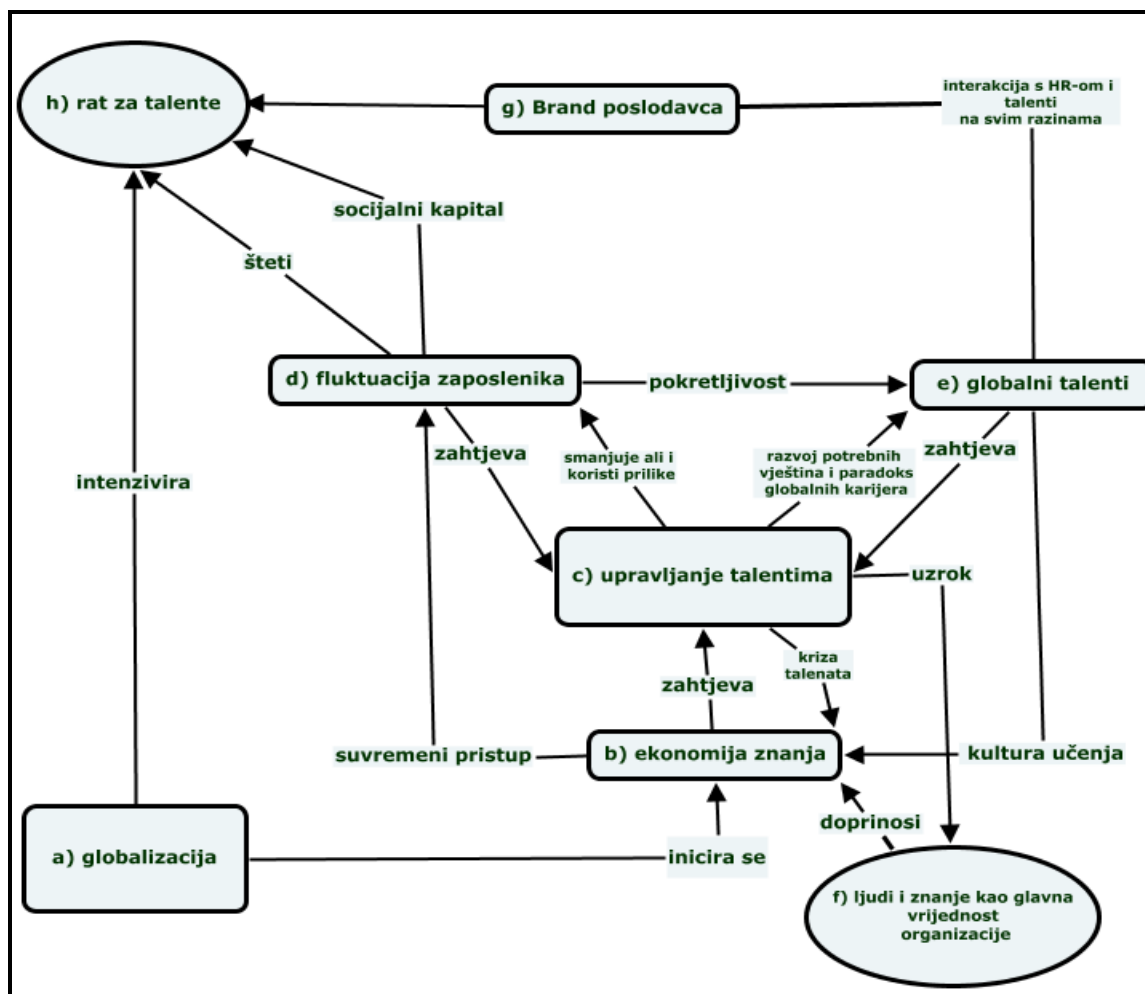 h) rat za talente
g) Brand poslodavca
interakcija s HR-om i
talenti
na svim razinama
socijalni kapital
šteti
d) fluktuacija zaposlenika
pokretljivost
e) globalni talenti
intenzivira
zahtjeva
smanjuje ali i
koristi prilike
razvoj potrebnih
vještina i paradoks
globalnih karijera
zahtjeva
c) upravljanje talentima
uzrok
zahtjeva
kriza
talenata
suvremeni pristup
b) ekonomija znanja
kultura učenja
a) globalizacija
inicira se
doprinosi
f) ljudi i znanje kao glavna
vrijednost
organizacije